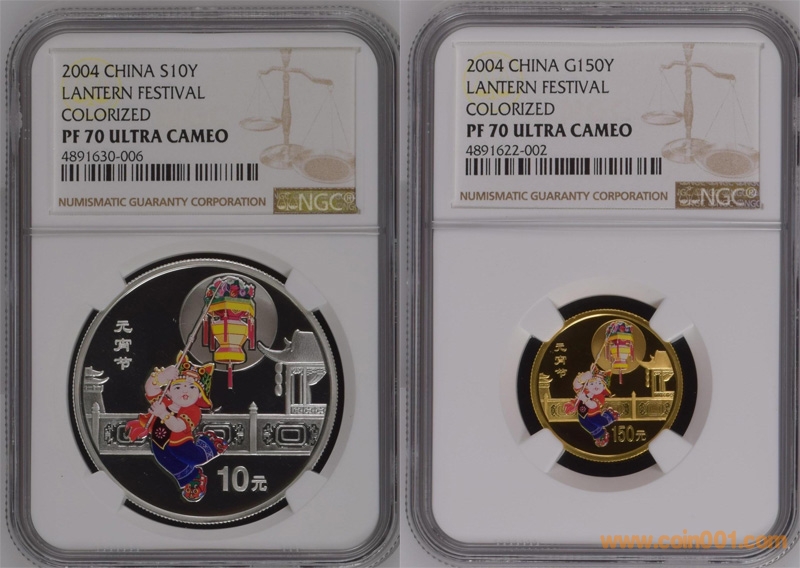 2004 CHINA S10Y
LANTERN FESTIVAL
COLORIZED
PF 70 ULTRA CAMEO
4891630-006
NUMISMATIC GUARANTY CORPORATION
NGC
元宵节
10元
2004 CHINA G150Y
LANTERN FESTIVAL
COLORIZED
PF 70 ULTRA CAMEO
4891622-002
NUMISMATIC GUARANTY CORPORATION
NGC
元宵节
150元
www.coin001.com